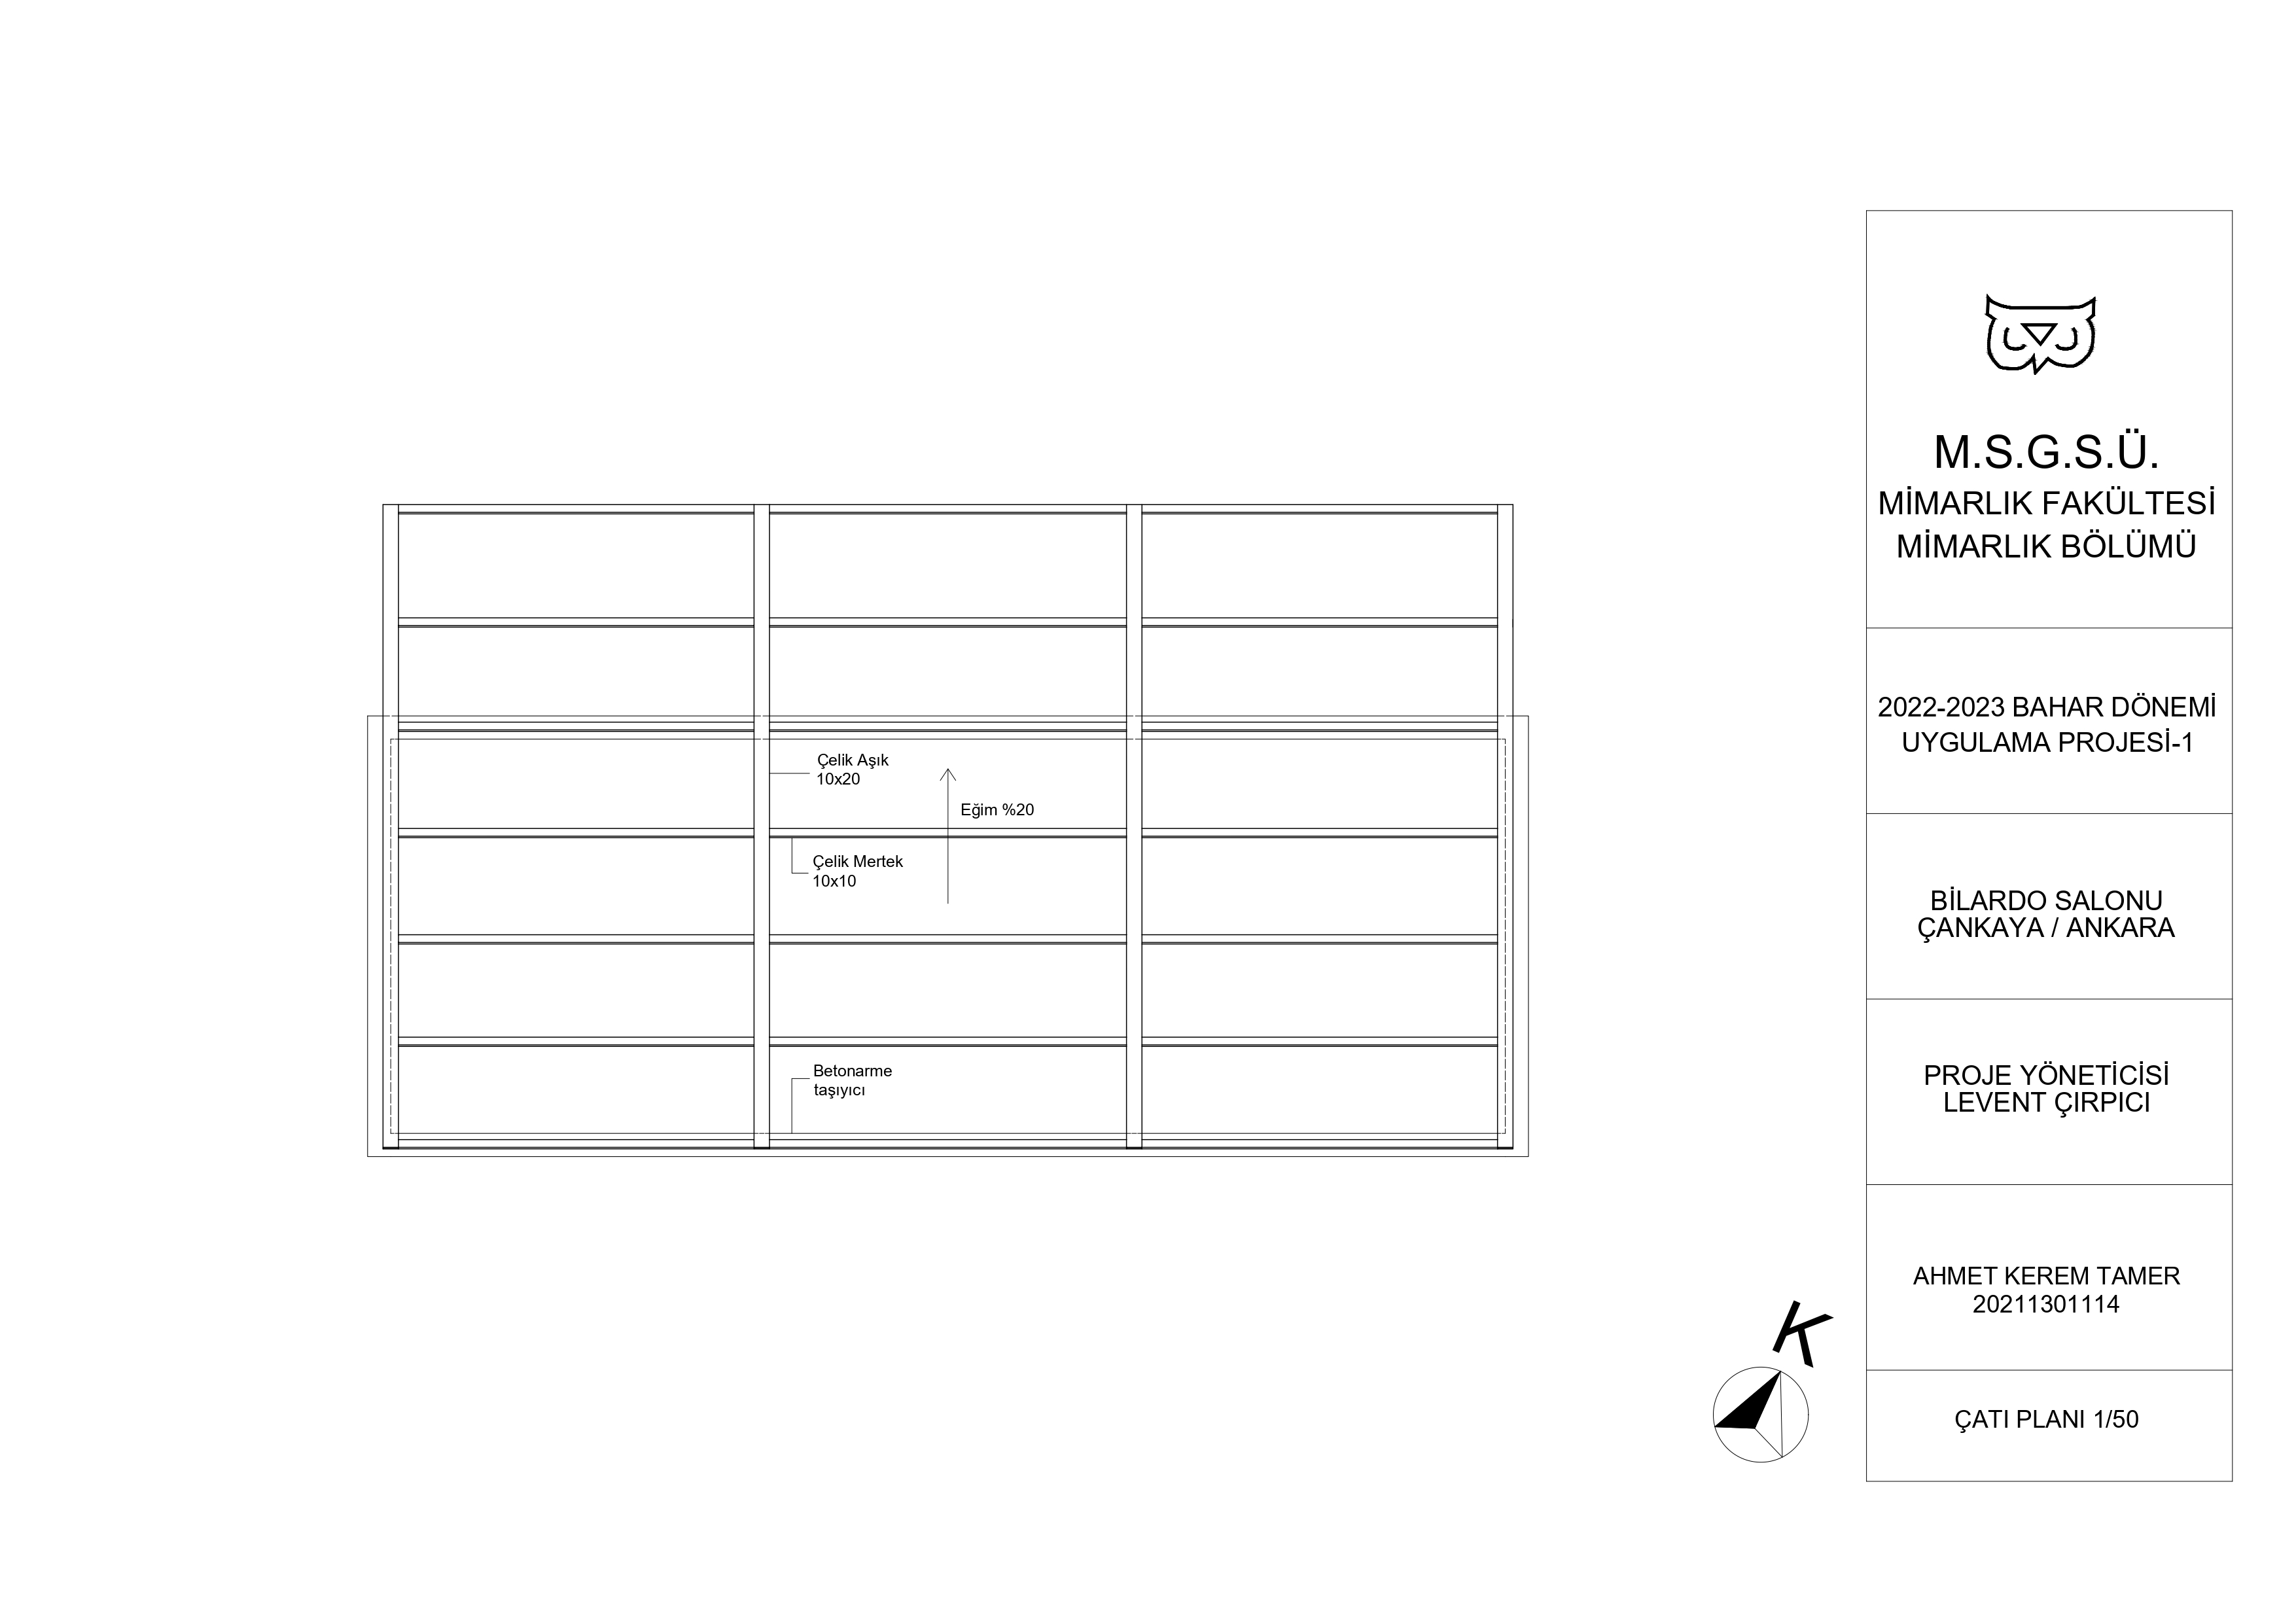 Çelik Aşık
10x20
Eğim %20
Çelik Mertek
10x10
Betonarme
taşıyıcı
K
M.S.G.S.Ü.
MİMARLIK FAKÜLTESİ
MİMARLIK BÖLÜMÜ
2022-2023 BAHAR DÖNEMİ
UYGULAMA PROJESİ-1
BİLARDO SALONU
ÇANKAYA / ANKARA
PROJE YÖNETİCİSİ
LEVENT ÇIRPICI
AHMET KEREM TAMER
20211301114
ÇATI PLANI 1/50